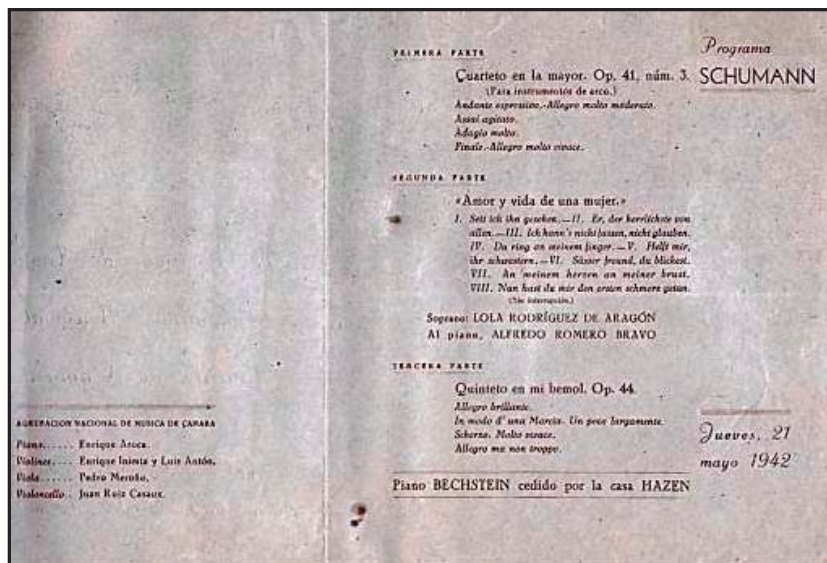 AGRUPACION NACIONAL DE MUSICA DE CAMARA
Piano...... Enrique Aroca.
Violines.... Enrique Iniesta y Luis Antón.
Viola...... Pedro Meroño.
Violoncello.. Juan Ruiz Casaux.
Programa
SCHUMANN
PRIMERA PARTE
Cuarteto en la mayor. Op. 41, núm. 3.
(Para instrumentos de arco.)
Andante espressivo.-Allegro molto moderato.
Assai agitato.
Adagio molto.
Finale.-Allegro molto vivace.
SEGUNDA PARTE
«Amor y vida de una mujer.»
I. Seit ich ihn gesehen.—II. Er, der herrlichste von
allen.—III. Ich kann's nicht fassen, nicht glauben.
IV. Du ring an meinem finger.—V. Helft mir,
ihr schwestern.—VI. Süsser freund, du blickest.
VII. An meinem herzen an meiner brust.
VIII. Nun hast du mir den ersten schmerz getan.
(Sin interrupción.)
Soprano: LOLA RODRÍGUEZ DE ARAGÓN
Al piano, ALFREDO ROMERO BRAVO
TERCERA PARTE
Quinteto en mi bemol. Op. 44.
Allegro brillante.
In modo d'una Marcia. Un poco largamente.
Scherzo. Molto vivace.
Allegro ma non troppo.
Piano BECHSTEIN cedido por la casa HAZEN
Jueves, 21
mayo 1942